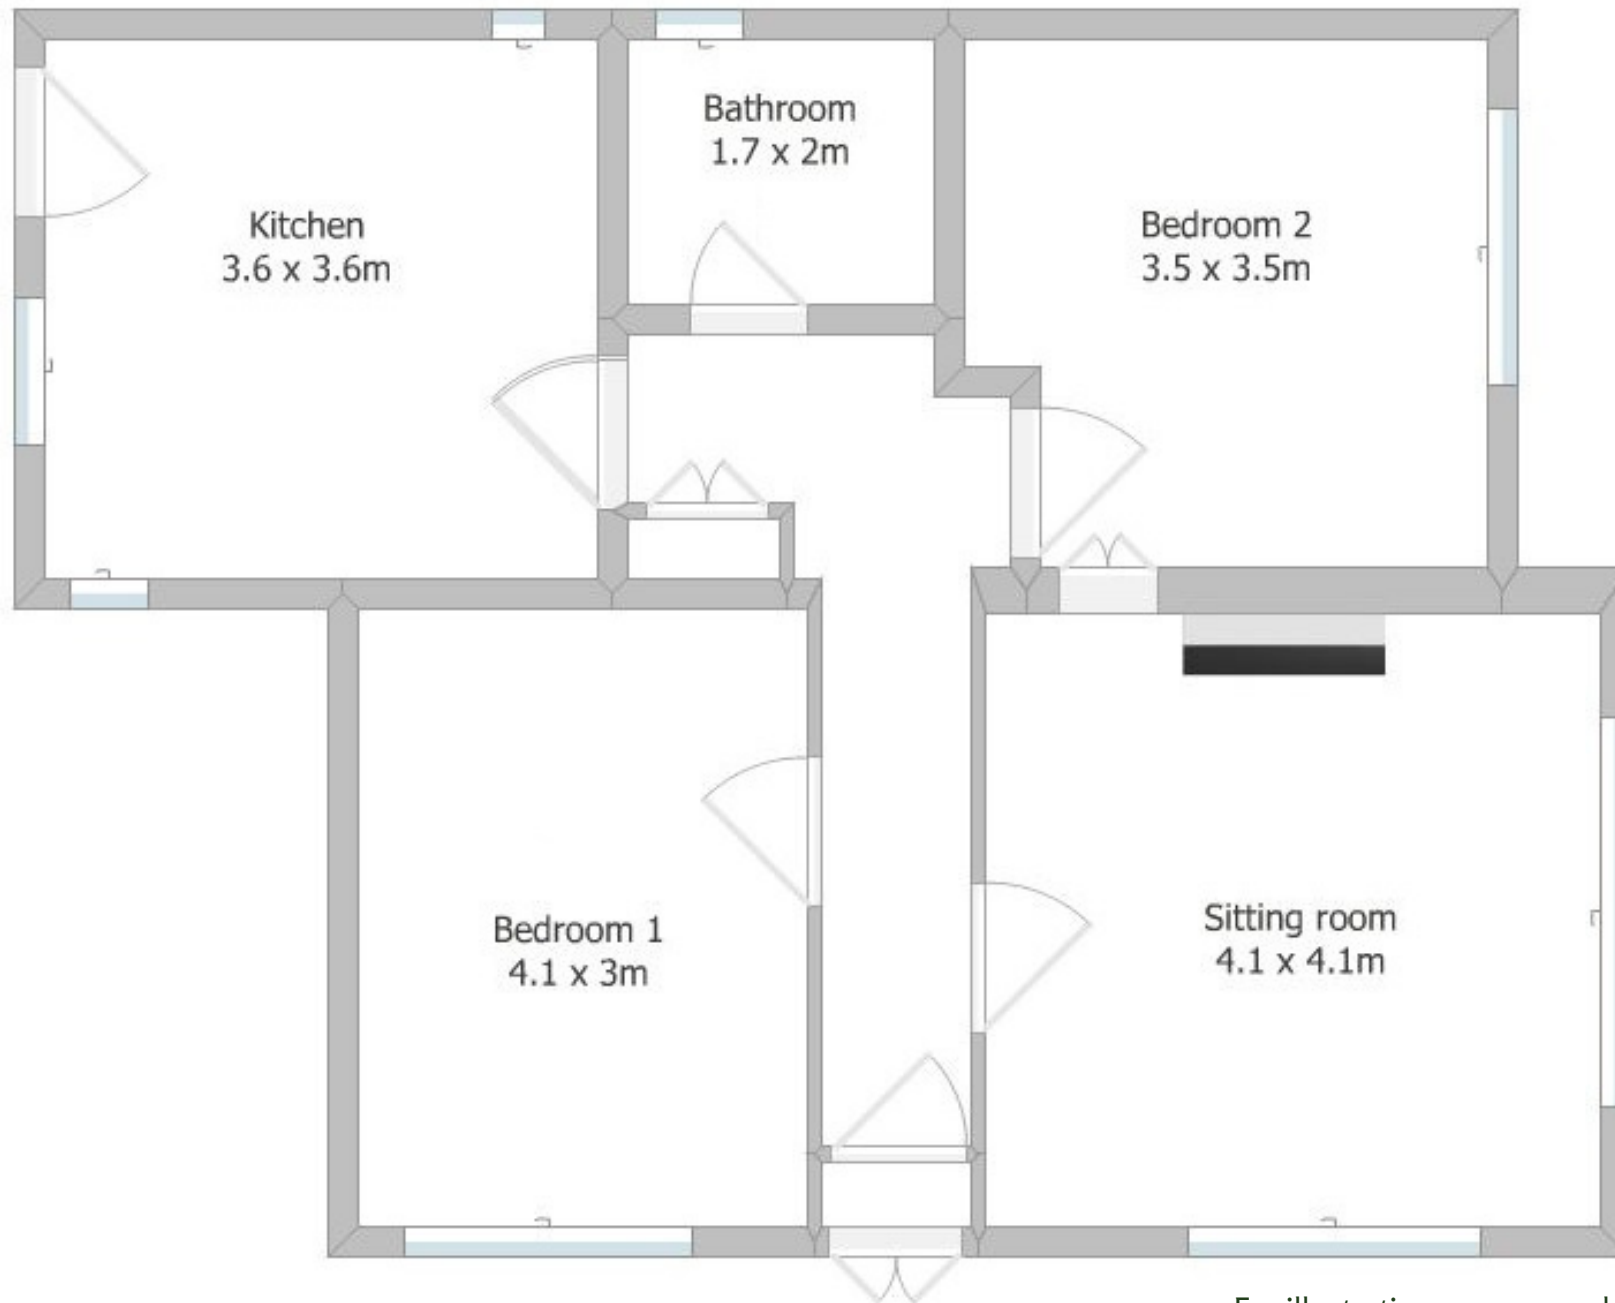 Bathroom
1.7 x 2m
Kitchen
3.6 x 3.6m
Bedroom 2
3.5 x 3.5m
Bedroom 1
4.1 x 3m
Sitting room
4.1 x 4.1m